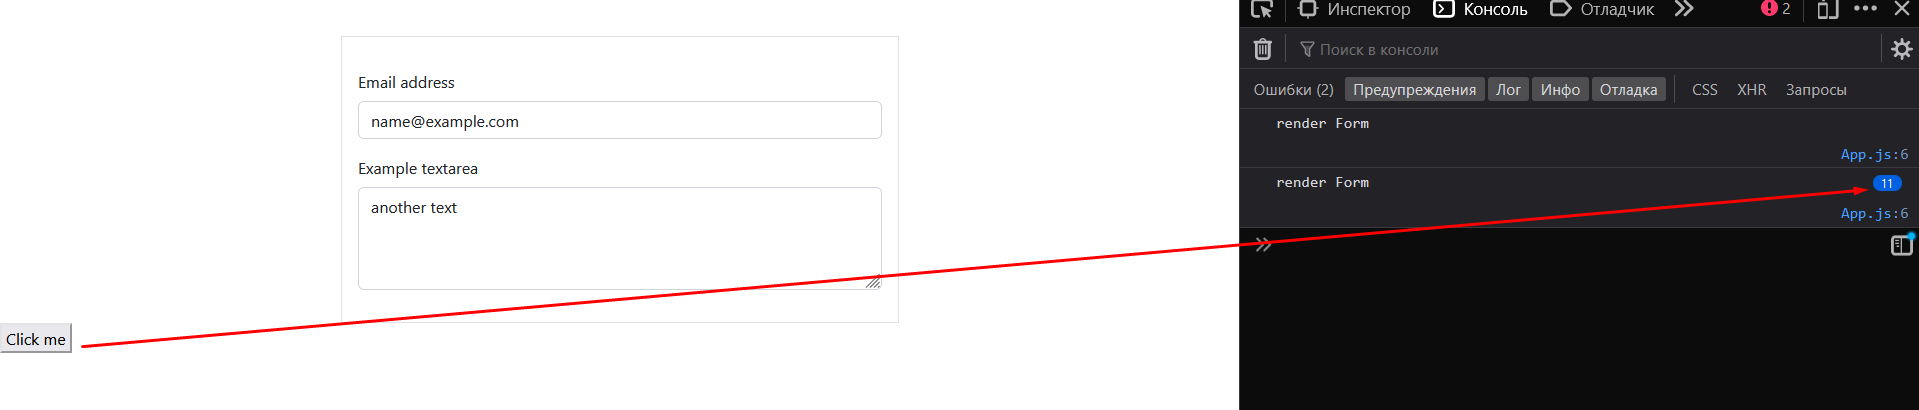 Email address
name@example.com
Example textarea
another text
Click me
Инспектор Консоль Отладчик 2
Поиск в консоли
Ошибки (2) Предупреждения Лог Инфо Отладка CSS XHR Запросы
render Form
App.js:6
render Form 11
App.js:6